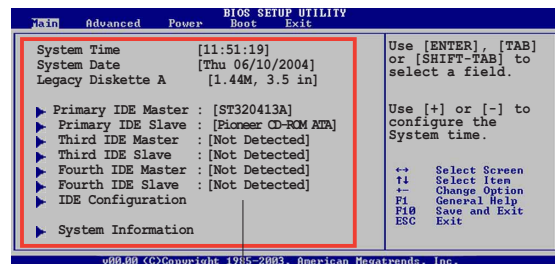 BIOS SETUP UTILITY
Main Advanced Power Boot Exit
System Time [11:51:19]
System Date [Thu 06/10/2004]
Legacy Diskette A [1.44M, 3.5 in]
Primary IDE Master : [ST320413A]
Primary IDE Slave : [Pioneer CD-ROM ATA]
Third IDE Master : [Not Detected]
Third IDE Slave : [Not Detected]
Fourth IDE Master : [Not Detected]
Fourth IDE Slave : [Not Detected]
IDE Configuration
System Information
Use [ENTER], [TAB]
or [SHIFT-TAB] to
select a field.
Use [+] or [-] to
configure the
System time.
↔ Select Screen
↑↓ Select Item
+- Change Option
F1 General Help
F10 Save and Exit
ESC Exit
v00.00 (C)Copyright 1985-2003, American Megatrends, Inc.